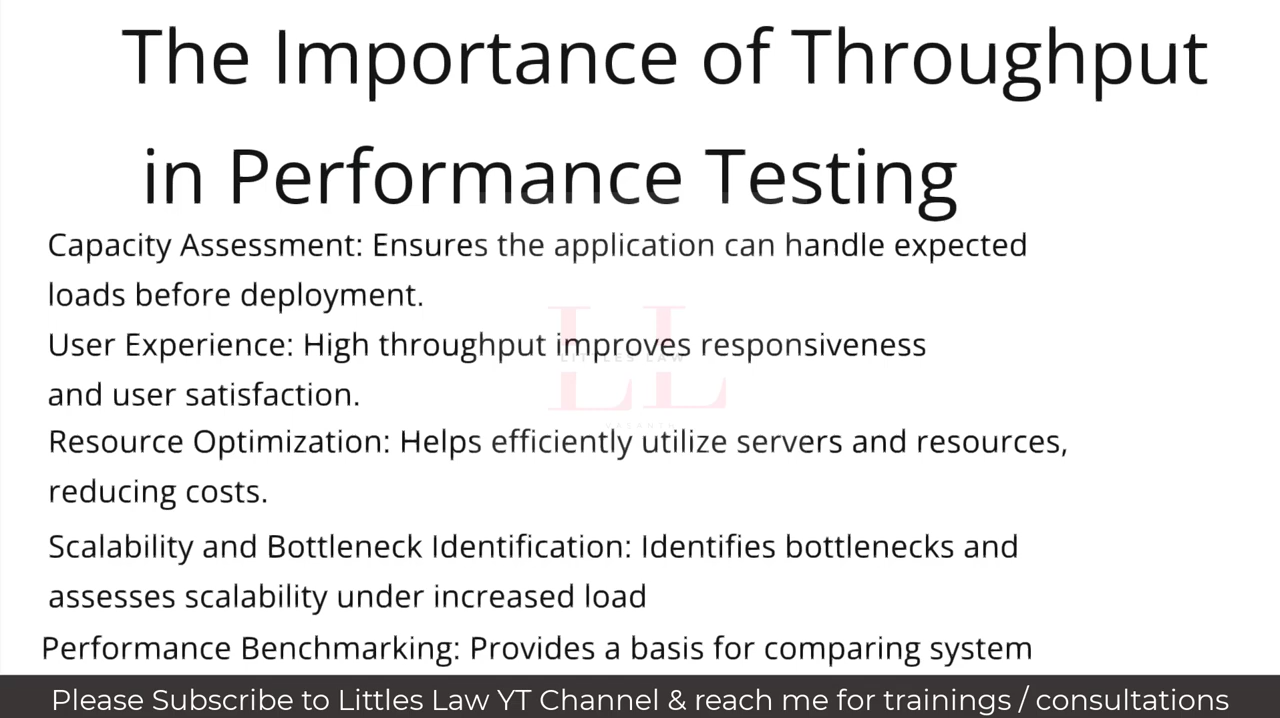 The Importance of Throughput
in Performance Testing
Capacity Assessment: Ensures the application can handle expected
loads before deployment.
User Experience: High throughput improves responsiveness
and user satisfaction.
LITTLES LAW
Resource Optimization: Helps efficiently utilize servers and resources,
reducing costs.
Scalability and Bottleneck Identification: Identifies bottlenecks and
assesses scalability under increased load
Performance Benchmarking: Provides a basis for comparing system
Please Subscribe to Littles Law YT Channel & reach me for trainings / consultations